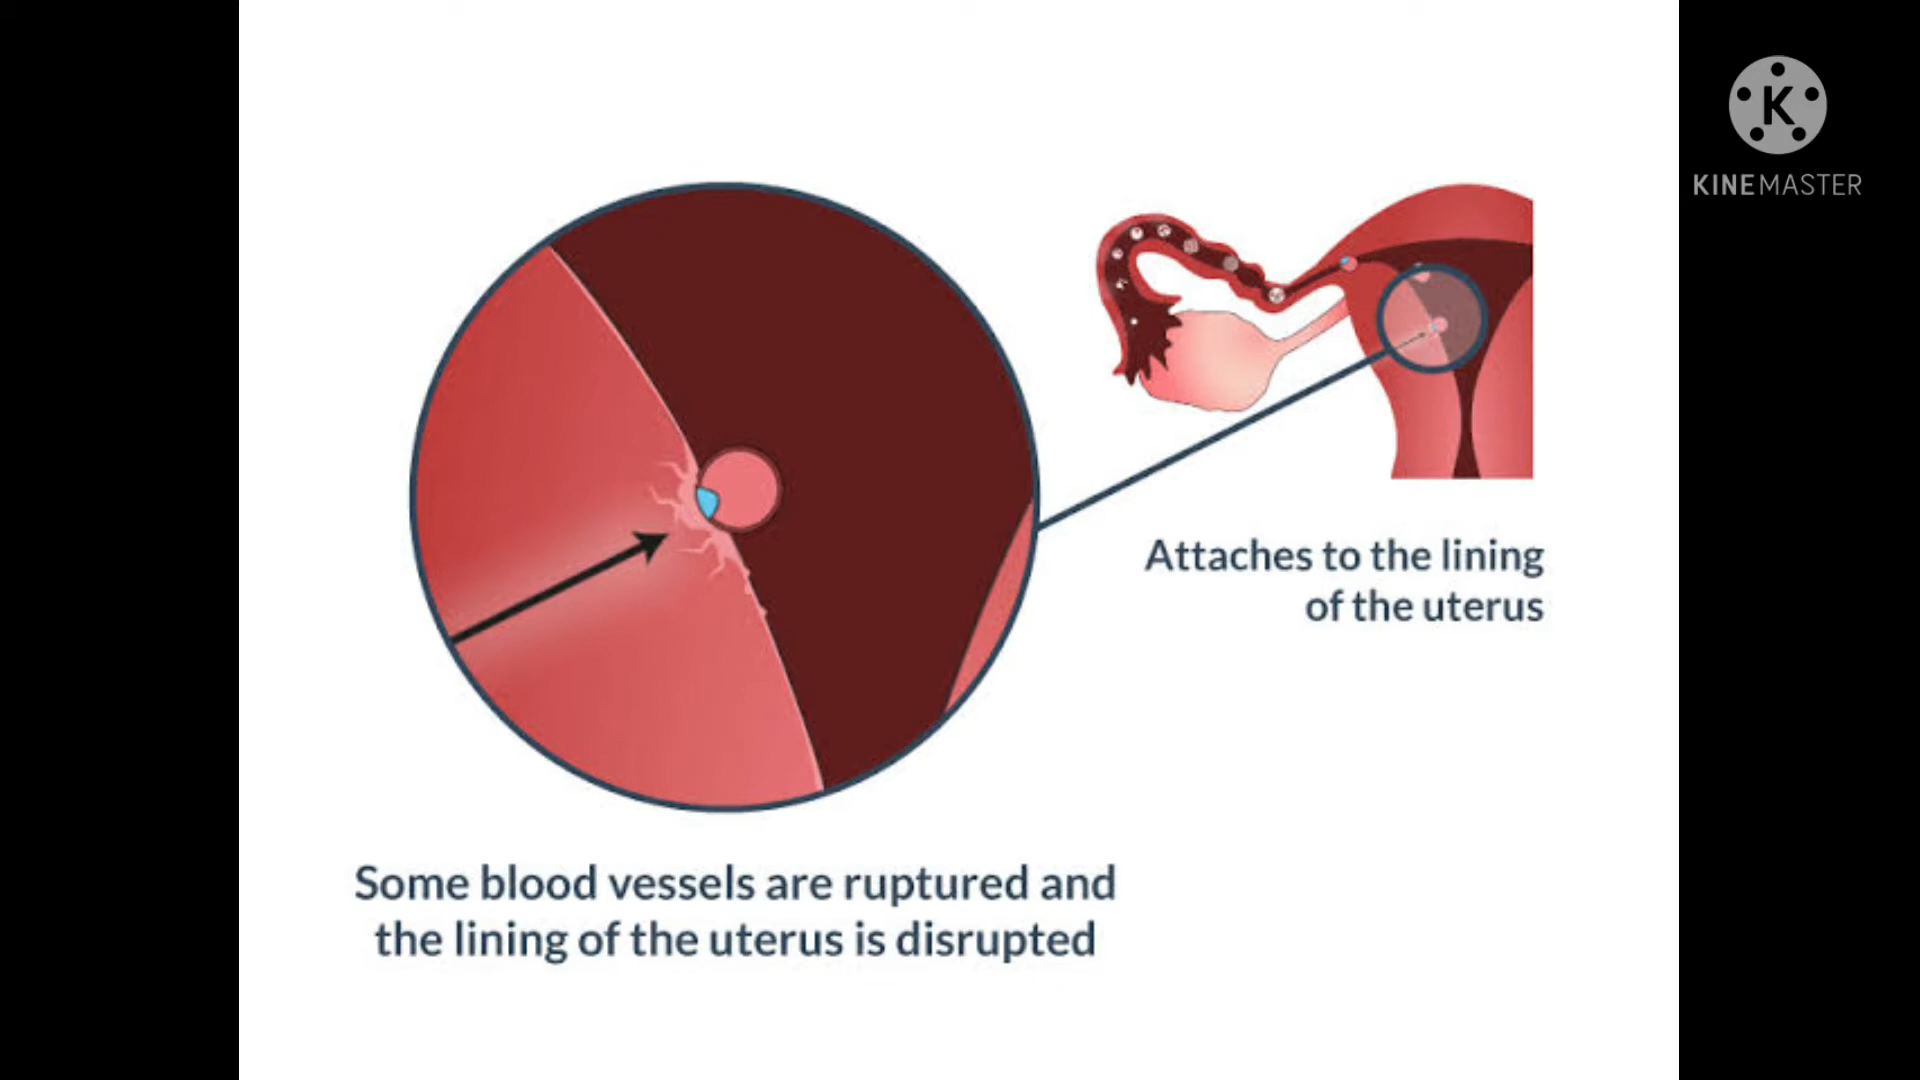 K
KINEMASTER
Attaches to the lining
of the uterus
Some blood vessels are ruptured and
the lining of the uterus is disrupted